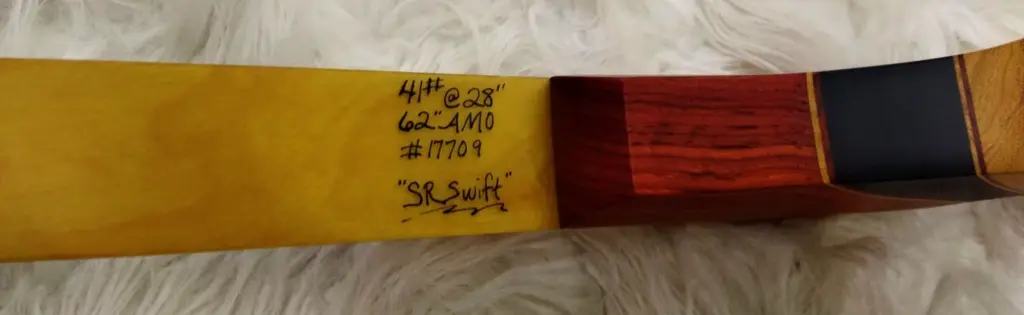 41# @ 28"
62" AMO
#17709
"SR Swift"